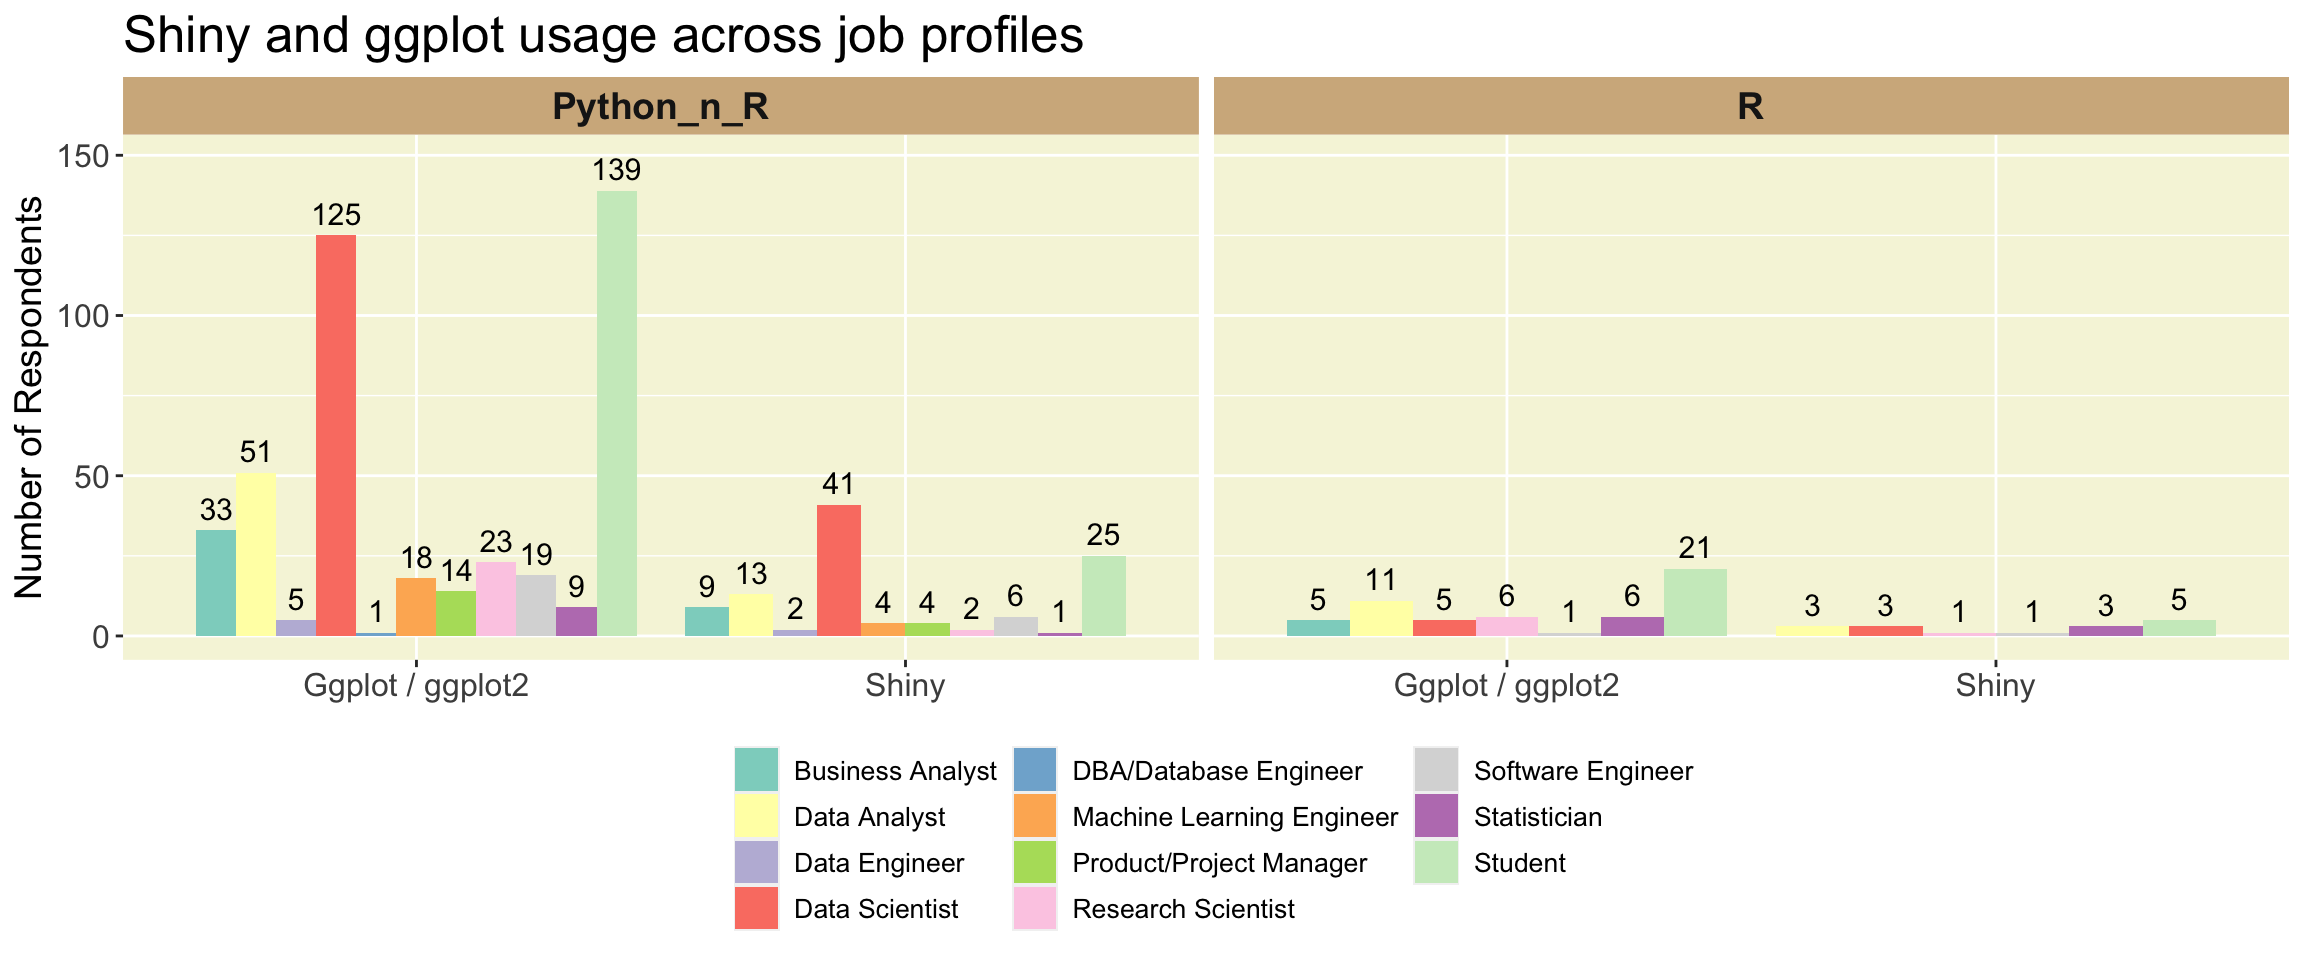 Shiny and ggplot usage across job profiles
Python_n_R
R
Number of Respondents
150
100
50
0
33
51
5
125
1
18
14
23
19
9
139
9
13
2
41
4
4
2
6
1
25
5
11
5
6
1
6
21
3
3
1
1
3
5
Ggplot / ggplot2
Shiny
Ggplot / ggplot2
Shiny
Business Analyst
Data Analyst
Data Engineer
Data Scientist
DBA/Database Engineer
Machine Learning Engineer
Product/Project Manager
Research Scientist
Software Engineer
Statistician
Student